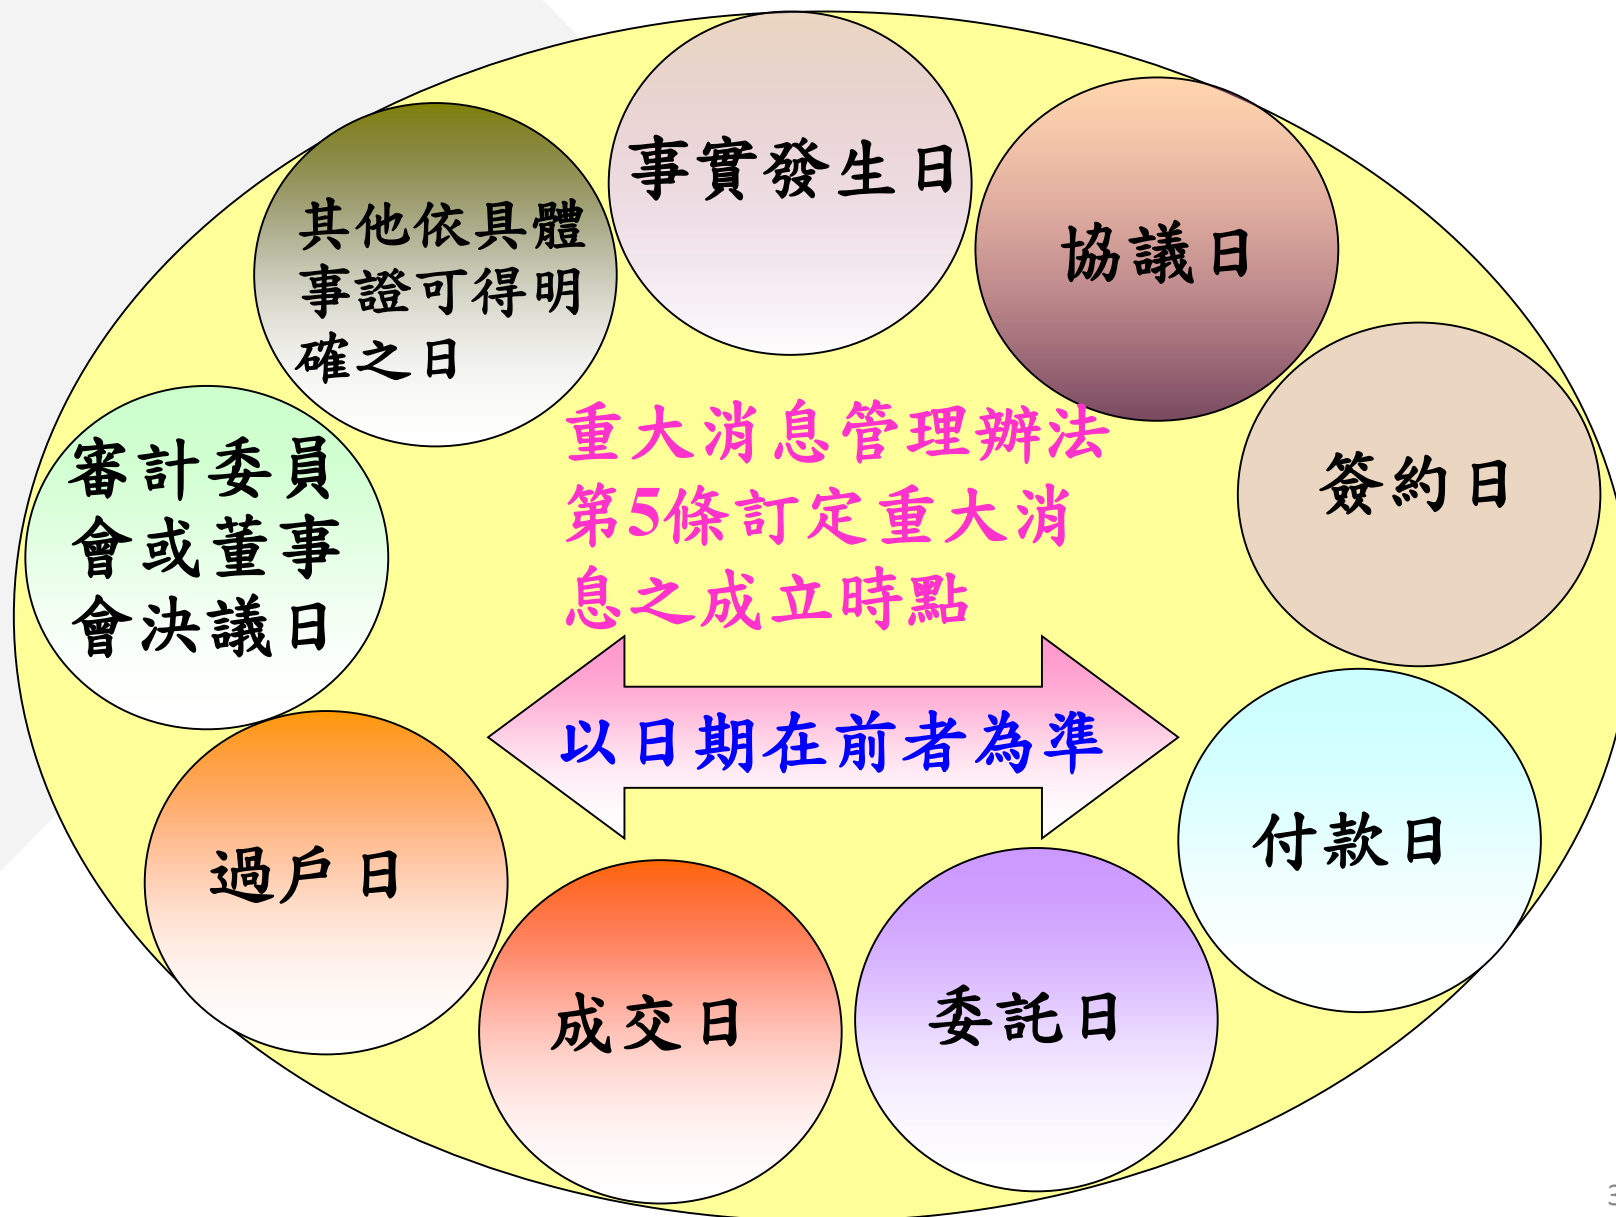 事實發生日
協議日
其他依具體
事證可得明
確之日
重大消息管理辦法
第5條訂定重大消
息之成立時點
審計委員
會或董事
會決議日
簽約日
以日期在前者為準
付款日
過戶日
成交日
委託日